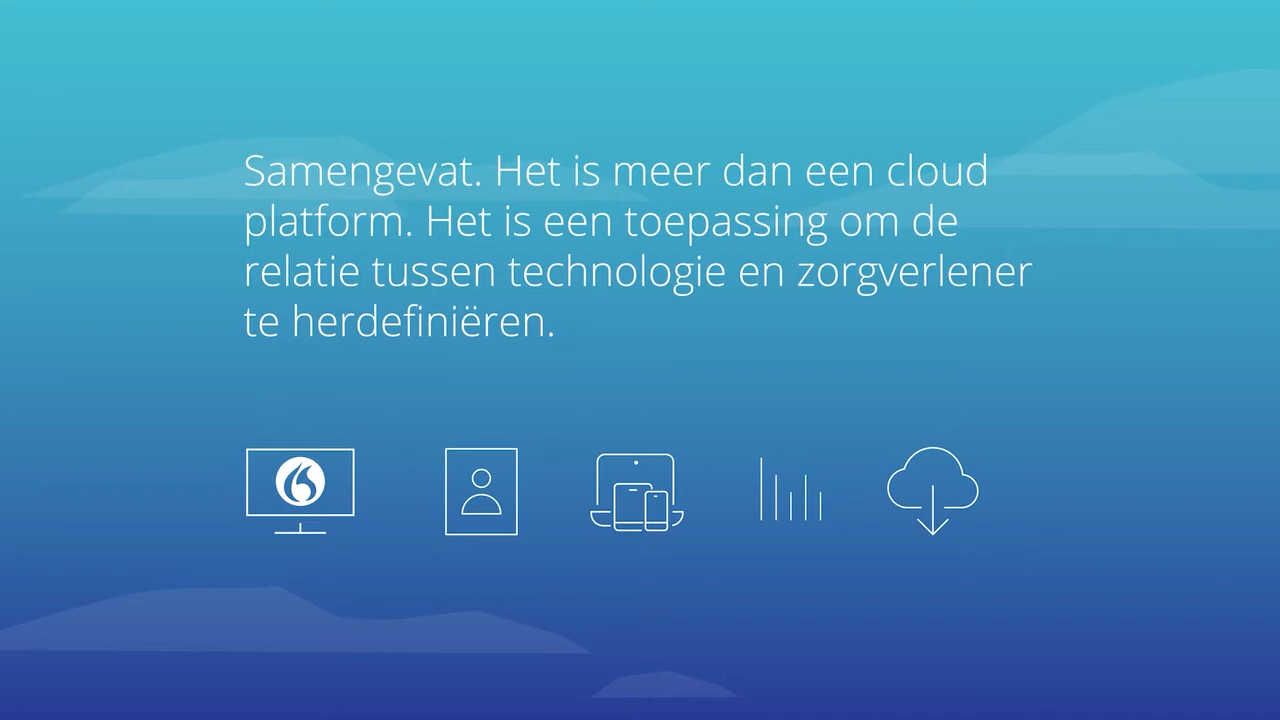 Samengevat. Het is meer dan een cloud
platform. Het is een toepassing om de
relatie tussen technologie en zorgverlener
te herdefiniëren.